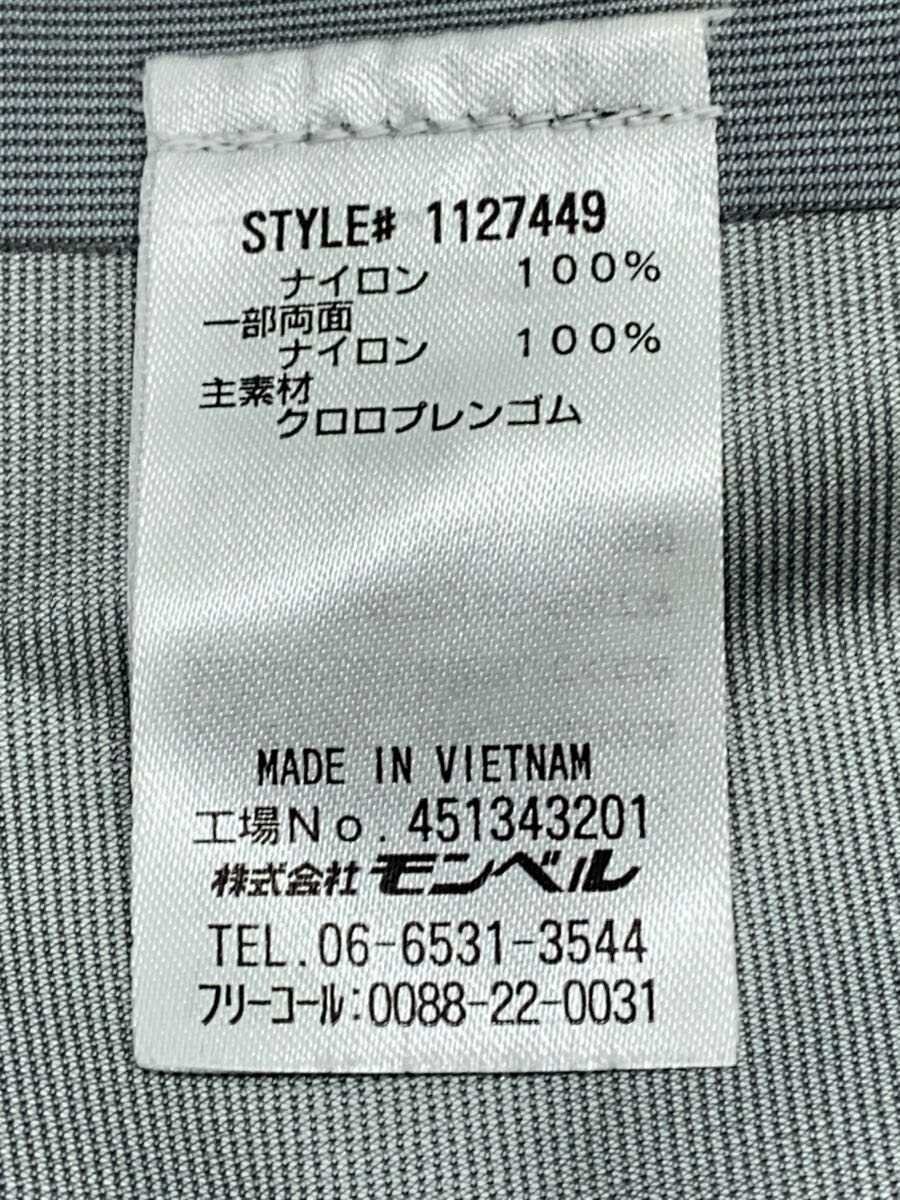 STYLE# 1127449
ナイロン 100%
一部両面
ナイロン 100%
主素材
クロロプレンゴム
MADE IN VIETNAM
工場No. 451343201
株式会社 モンベル
TEL.06-6531-3544
フリーコール:0088-22-0031